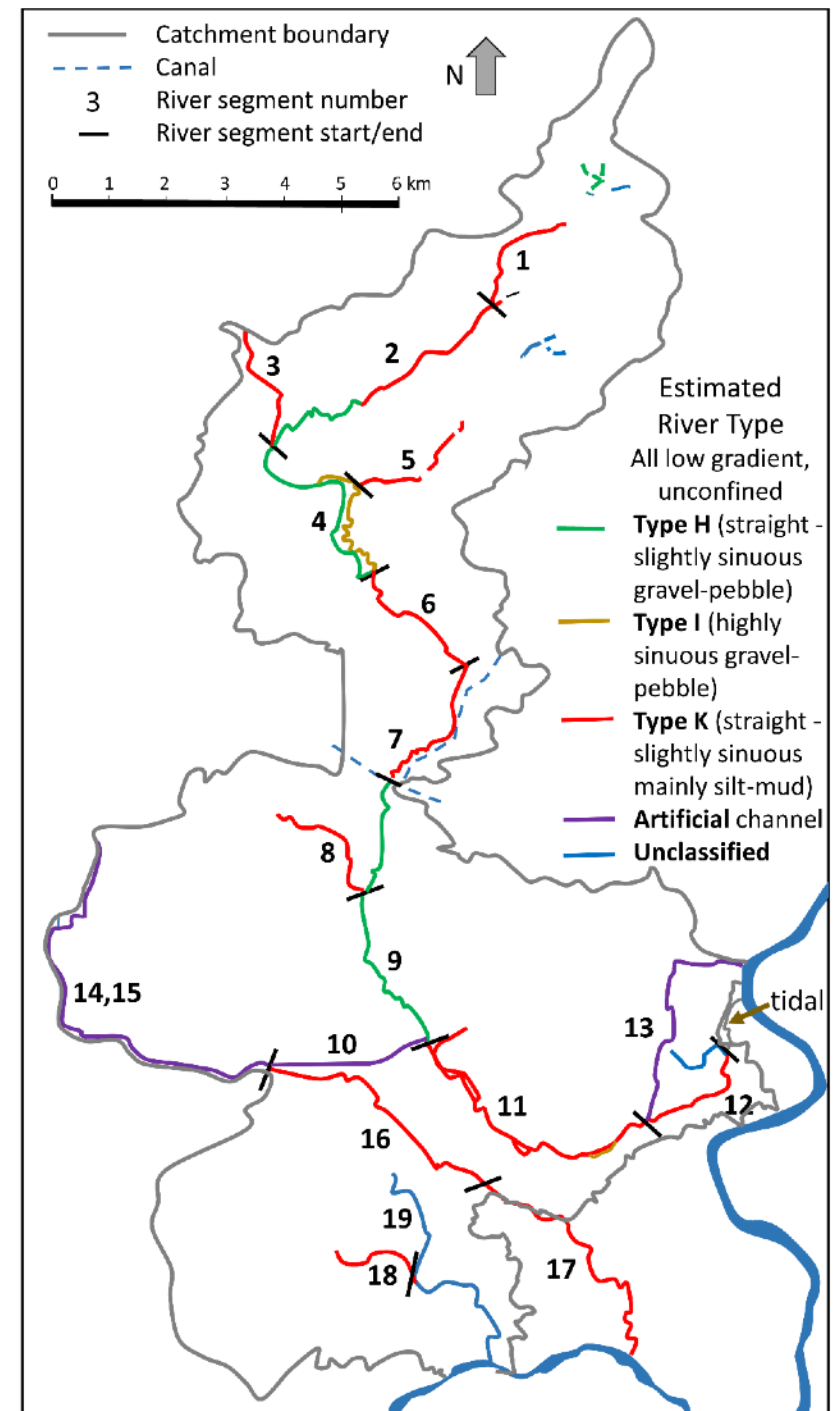 Catchment boundary
Canal
3 River segment number
River segment start/end
N
0 1 2 3 4 5 6 km
1
2
3
5
4
6
7
Estimated
River Type
All low gradient,
unconfined
Type H (straight -
slightly sinuous
gravel-pebble)
Type I (highly
sinuous gravel-
pebble)
Type K (straight -
slightly sinuous
mainly silt-mud)
Artificial channel
Unclassified
8
9
14,15
tidal
13
10
12
11
16
19
18
17